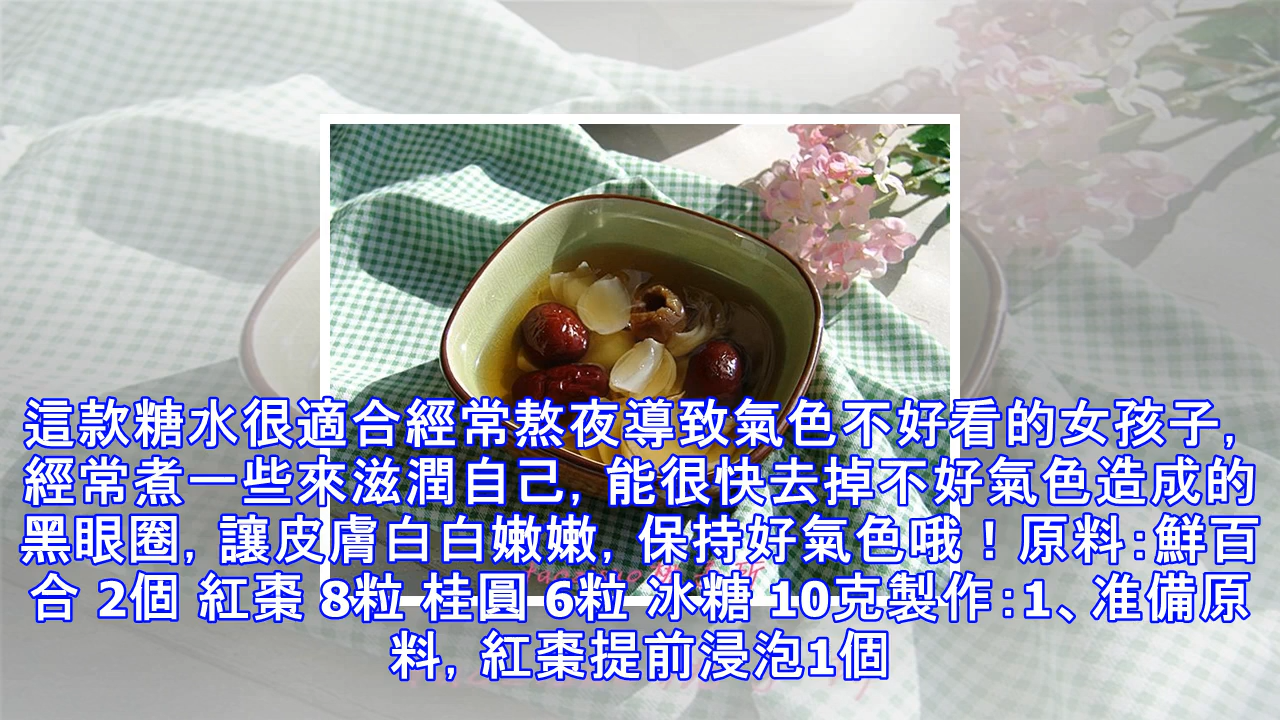 這款糖水很適合經常熬夜導致氣色不好看的女孩子,
經常煮一些來滋潤自己, 能很快去掉不好氣色造成的
黑眼圈, 讓皮膚白白嫩嫩, 保持好氣色哦！原料:鮮百
合 2個 紅棗 8粒 桂圓 6粒 冰糖 10克製作:1、准備原
料, 紅棗提前浸泡1個